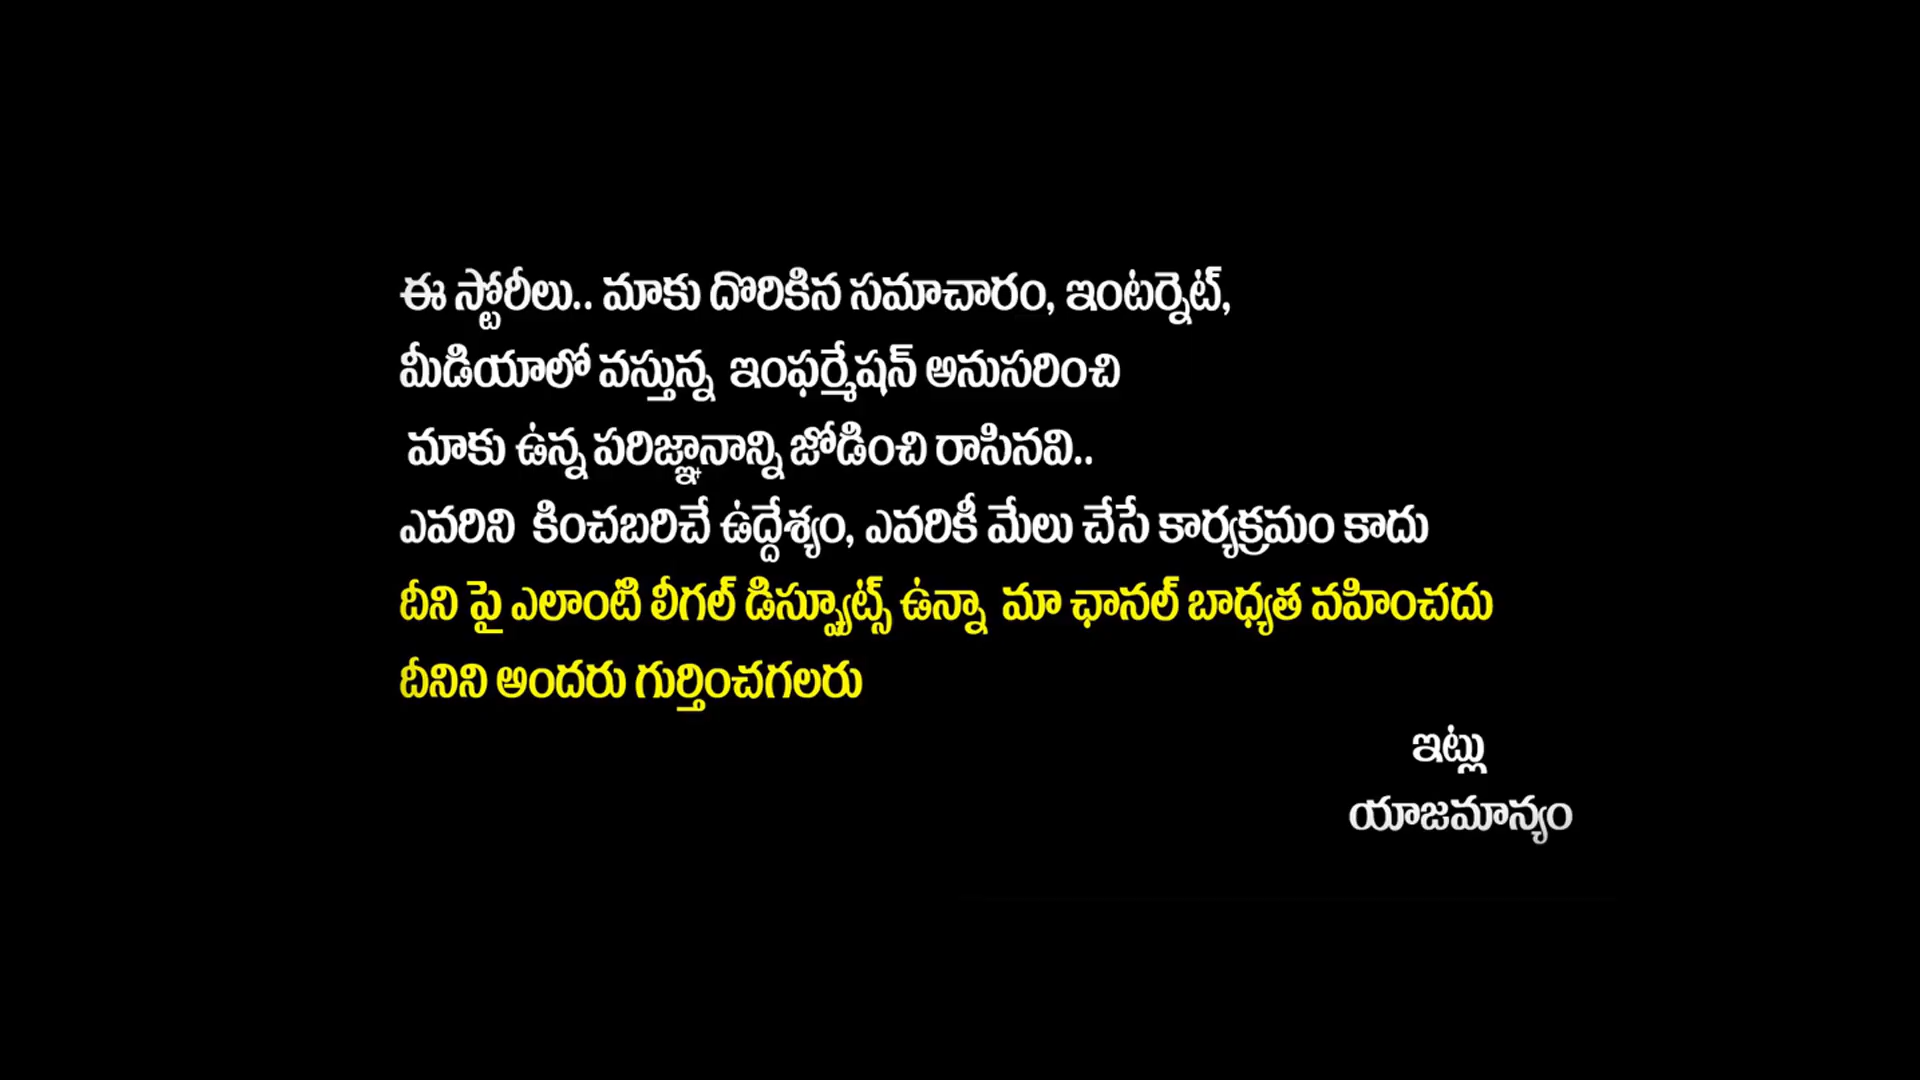 ఈ స్టోరీలు.. మాకు దొరికిన సమాచారం, ఇంటర్నెట్,
మీడియాలో వస్తున్న ఇంఫర్మేషన్ అనుసరించి
మాకు ఉన్న పరిజ్ఞానాన్ని జోడించి రాసినవి..
ఎవరిని కించబరిచే ఉద్దేశ్యం, ఎవరికీ మేలు చేసే కార్యక్రమం కాదు
దీని పై ఎలాంటి లీగల్ డిస్ప్యూట్స్ ఉన్నా మా ఛానల్ బాధ్యత వహించదు
దీనిని అందరు గుర్తించగలరు
ఇట్లు
యాజమాన్యం